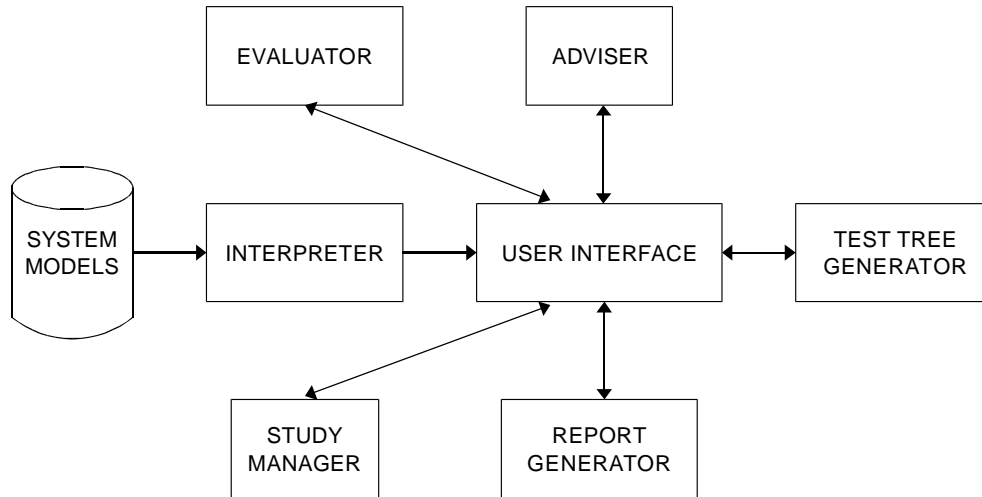 EVALUATOR
ADVISER
SYSTEM
MODELS
INTERPRETER
USER INTERFACE
TEST TREE
GENERATOR
STUDY
MANAGER
REPORT
GENERATOR